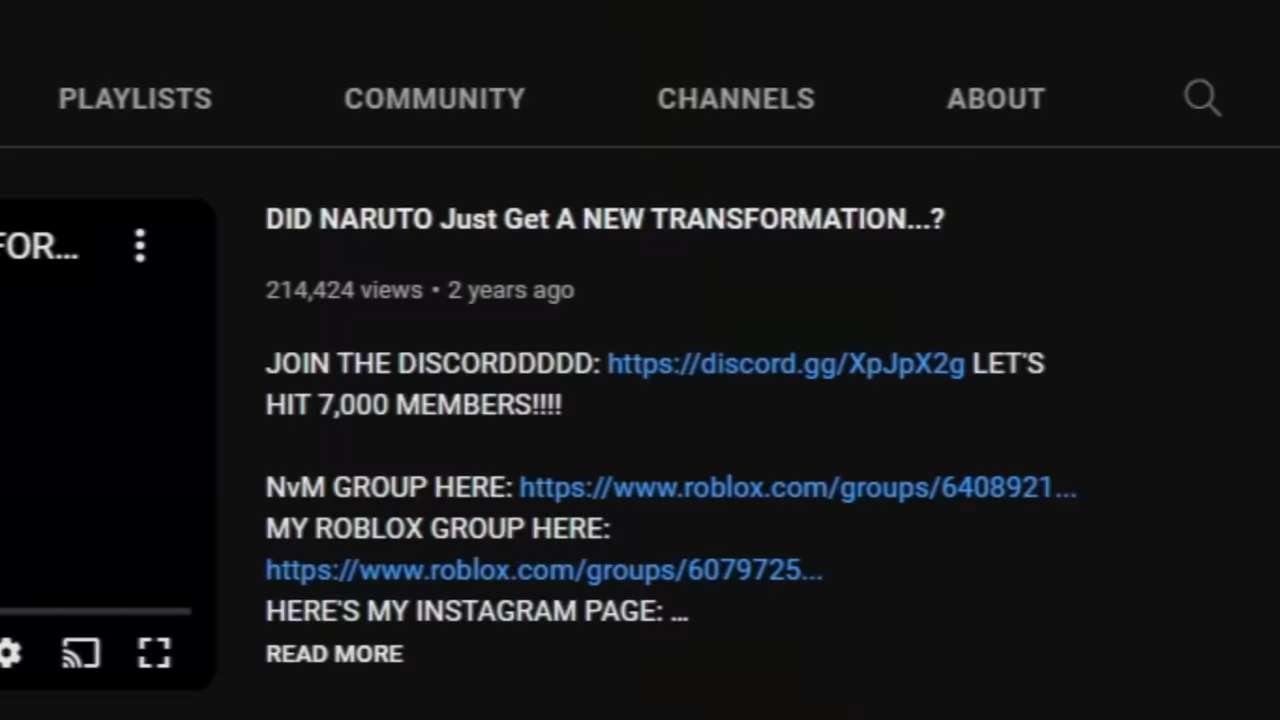 PLAYLISTS COMMUNITY CHANNELS ABOUT
FOR...
DID NARUTO Just Get A NEW TRANSFORMATION...?
214,424 views • 2 years ago
JOIN THE DISCORDDDDD: https://discord.gg/XpJpX2g LET'S
HIT 7,000 MEMBERS!!!!
NvM GROUP HERE: https://www.roblox.com/groups/6408921...
MY ROBLOX GROUP HERE:
https://www.roblox.com/groups/6079725...
HERE'S MY INSTAGRAM PAGE: ...
READ MORE